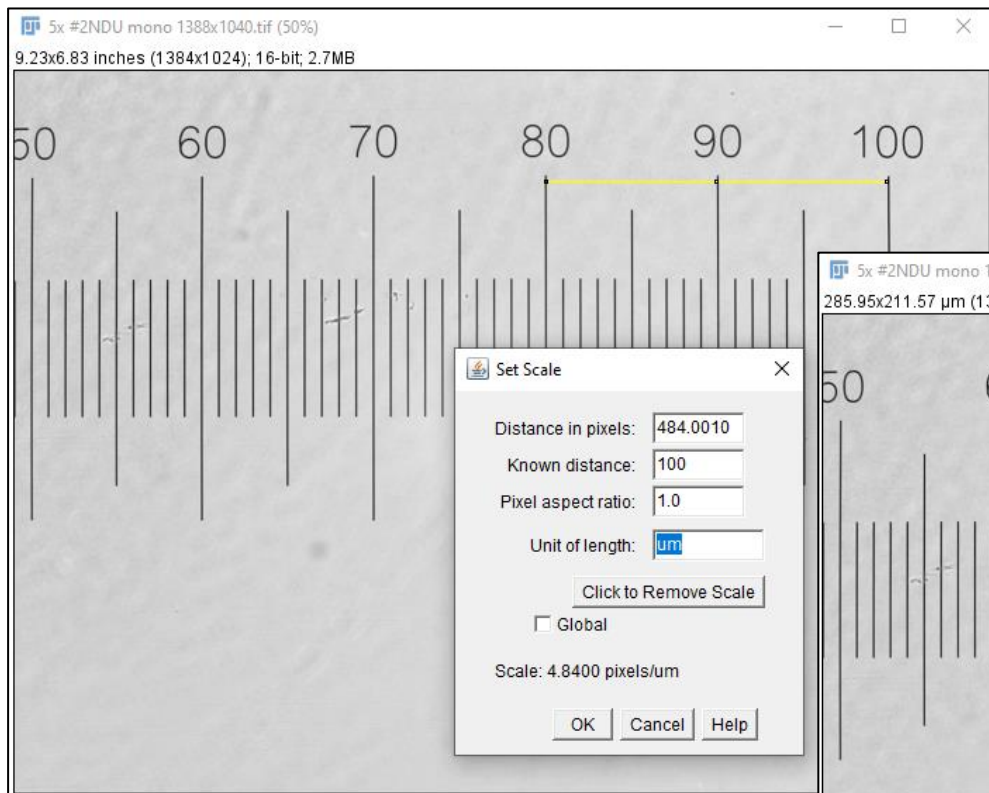 5x #2NDU mono 1388x1040.tif (50%)
9.23x6.83 inches (1384x1024); 16-bit; 2.7MB
50 60 70 80 90 100
Set Scale
Distance in pixels: 484.0010
Known distance: 100
Pixel aspect ratio: 1.0
Unit of length: um
Click to Remove Scale
Global
Scale: 4.8400 pixels/um
OK Cancel Help
5x #2NDU mono 1
285.95x211.57 µm (13
50